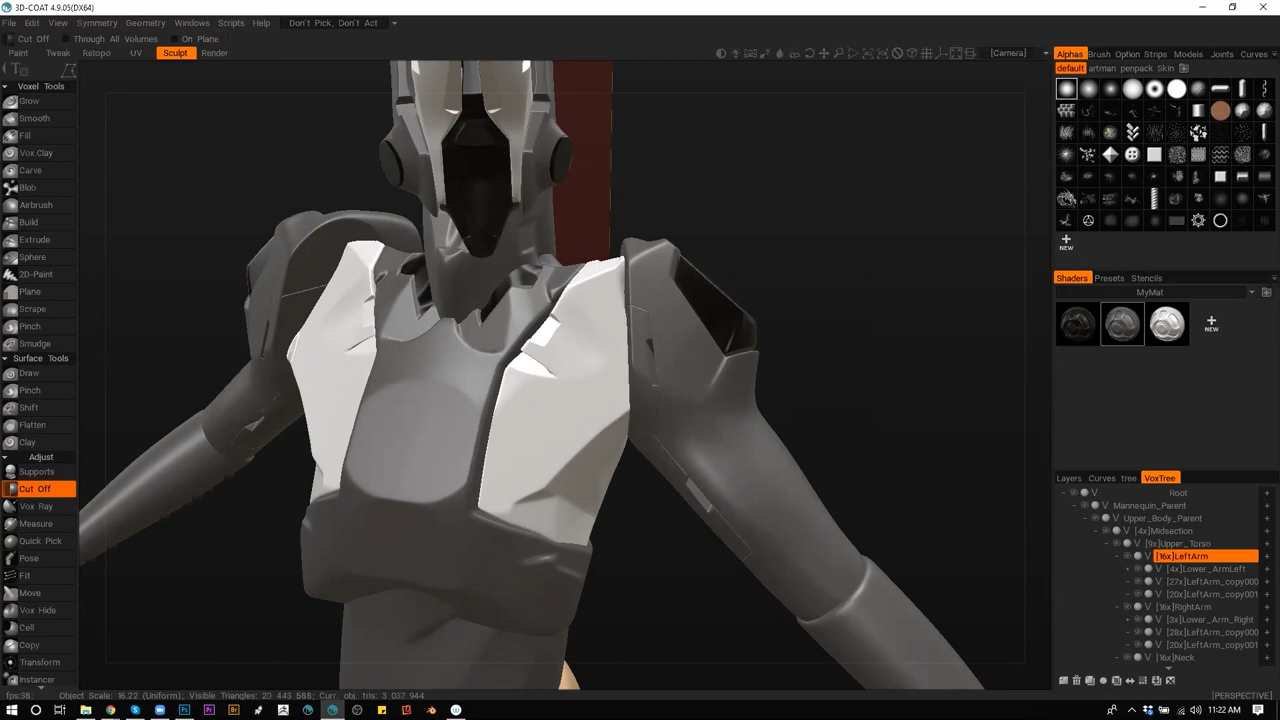 3D-COAT 4.9.05(DX64)
File Edit View Symmetry Geometry Windows Scripts Help Don't Pick, Don't Act
Cut Off Through All Volumes On Plane
Paint Tweak Retopo UV Sculpt Render [Camera]
Voxel Tools
Grow
Smooth
Fill
Vox.Clay
Carve
Blob
Airbrush
Build
Extrude
Sphere
2D-Paint
Plane
Scrape
Pinch
Smudge
Surface Tools
Draw
Pinch
Shift
Flatten
Clay
Adjust
Supports
Cut Off
Vox Ray
Measure
Quick Pick
Pose
Fit
Move
Vox Hide
Cell
Copy
Transform
Instancer
Alphas Brush Option Strips Models Joints Curves
default artman penpack Skin
NEW
Shaders Presets Stencils
MyMat
NEW
Layers Curves tree VoxTree
V Root
V Mannequin_Parent
V Upper_Body_Parent
V [4x]Midsection
V [9x]Upper_Torso
V [16x]LeftArm
V [4x]Lower_ArmLeft
V [27x]LeftArm_copy000
V [20x]LeftArm_copy001
V [16x]RightArm
V [3x]Lower_Arm_Right
V [28x]LeftArm_copy000
V [20x]LeftArm_copy001
V [16x]Neck
fps:38; Object Scale: 16.22 (Uniform); Visible Triangles: 20 443 588; Curr. obj. tris: 3 037 944 [PERSPECTIVE]
11:22 AM